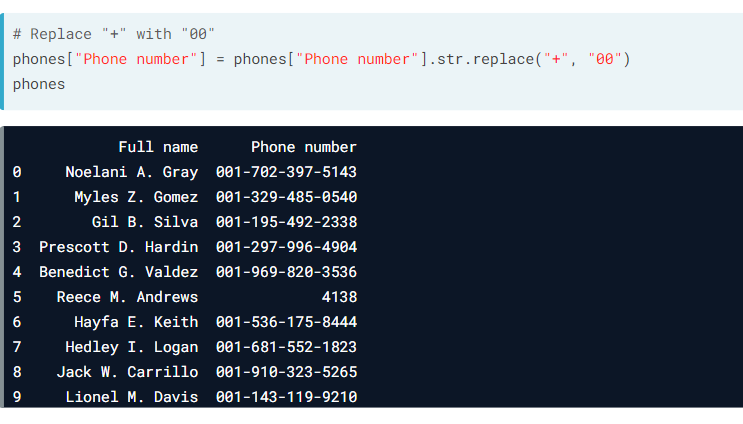 # Replace "+" with "00"
phones["Phone number"] = phones["Phone number"].str.replace("+", "00")
phones
Full name Phone number
0 Noelani A. Gray 001-702-397-5143
1 Myles Z. Gomez 001-329-485-0540
2 Gil B. Silva 001-195-492-2338
3 Prescott D. Hardin 001-297-996-4904
4 Benedict G. Valdez 001-969-820-3536
5 Reece M. Andrews 4138
6 Hayfa E. Keith 001-536-175-8444
7 Hedley I. Logan 001-681-552-1823
8 Jack W. Carrillo 001-910-323-5265
9 Lionel M. Davis 001-143-119-9210